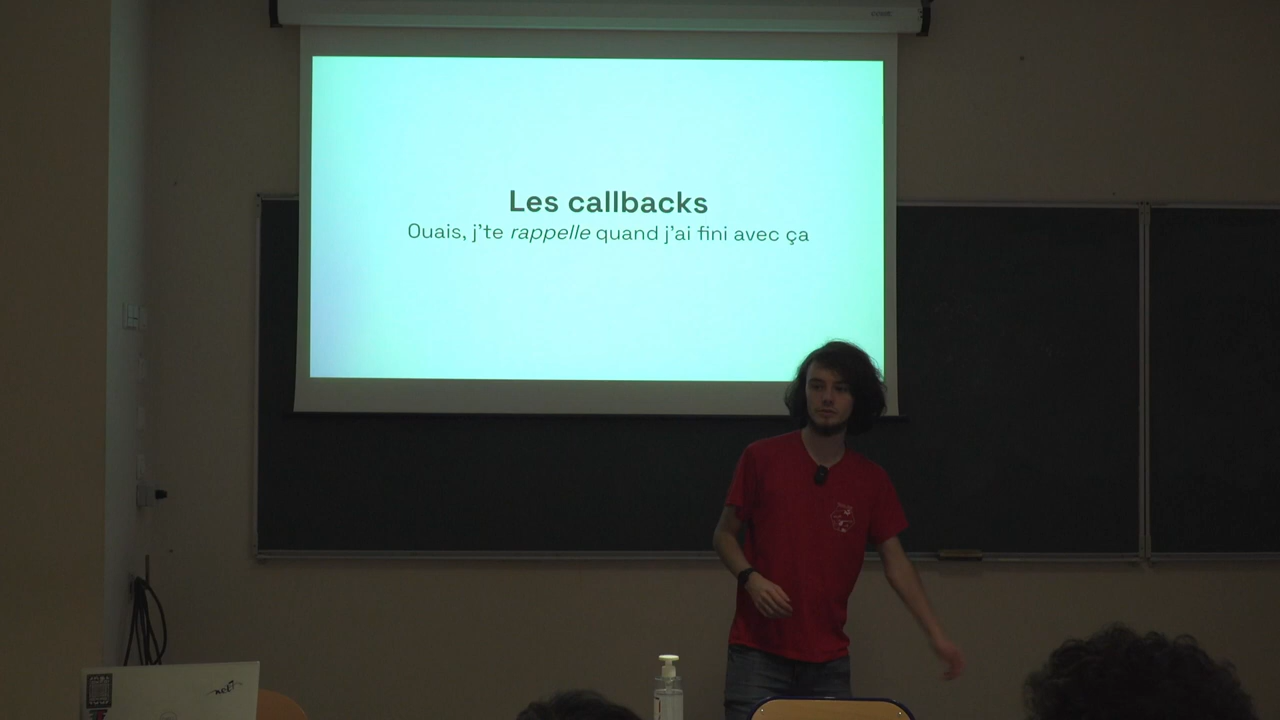 Les callbacks
Ouais, j'te rappelle quand j'ai fini avec ça